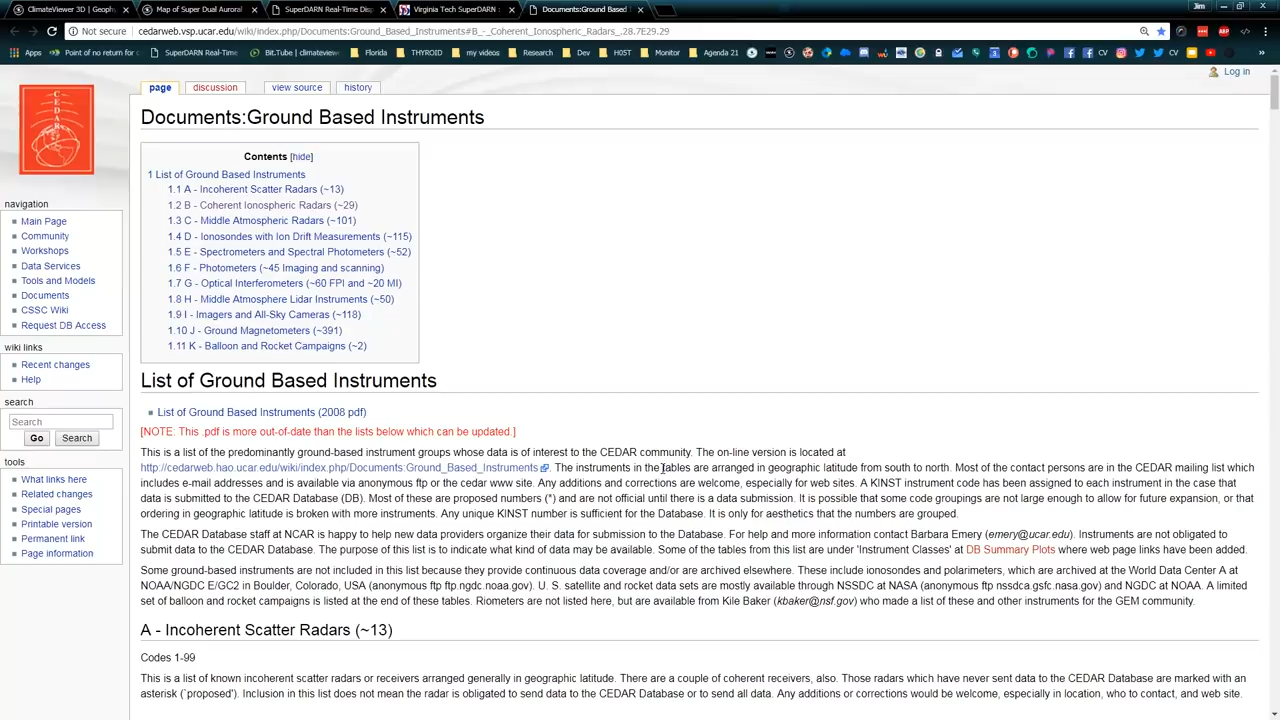 ClimateViewer 3D | Geoph
Map of Super Dual Auroral
SuperDARN Real-Time Dis
Virginia Tech SuperDARN
Documents:Ground Based I
Jim
Not secure | cedarweb.vsp.ucar.edu/wiki/index.php/Documents:Ground_Based_Instruments#B_-_Coherent_Ionospheric_Radars_.28.7E29.29
Apps
Point of no return for
SuperDARN Real-Time
Bit.Tube | climateview
Florida
THYROID
my videos
Research
Dev
H0ST
Monitor
Agenda 21
CV
CV
Log in
page
discussion
view source
history
CEDAR
Documents:Ground Based Instruments
Contents [hide]
1 List of Ground Based Instruments
1.1 A - Incoherent Scatter Radars (~13)
1.2 B - Coherent Ionospheric Radars (~29)
1.3 C - Middle Atmospheric Radars (~101)
1.4 D - Ionosondes with Ion Drift Measurements (~115)
1.5 E - Spectrometers and Spectral Photometers (~52)
1.6 F - Photometers (~45 Imaging and scanning)
1.7 G - Optical Interferometers (~60 FPI and ~20 MI)
1.8 H - Middle Atmosphere Lidar Instruments (~50)
1.9 I - Imagers and All-Sky Cameras (~118)
1.10 J - Ground Magnetometers (~391)
1.11 K - Balloon and Rocket Campaigns (~2)
navigation
Main Page
Community
Workshops
Data Services
Tools and Models
Documents
CSSC Wiki
Request DB Access
wiki links
Recent changes
Help
search
Search
Go
Search
tools
What links here
Related changes
Special pages
Printable version
Permanent link
Page information
List of Ground Based Instruments
List of Ground Based Instruments (2008 pdf)
[NOTE: This .pdf is more out-of-date than the lists below which can be updated.]
This is a list of the predominantly ground-based instrument groups whose data is of interest to the CEDAR community. The on-line version is located at
http://cedarweb.hao.ucar.edu/wiki/index.php/Documents:Ground_Based_Instruments. The instruments in the tables are arranged in geographic latitude from south to north. Most of the contact persons are in the CEDAR mailing list which
includes e-mail addresses and is available via anonymous ftp or the cedar www site. Any additions and corrections are welcome, especially for web sites. A KINST instrument code has been assigned to each instrument in the case that
data is submitted to the CEDAR Database (DB). Most of these are proposed numbers (*) and are not official until there is a data submission. It is possible that some code groupings are not large enough to allow for future expansion, or that
ordering in geographic latitude is broken with more instruments. Any unique KINST number is sufficient for the Database. It is only for aesthetics that the numbers are grouped.
The CEDAR Database staff at NCAR is happy to help new data providers organize their data for submission to the Database. For help and more information contact Barbara Emery (emery@ucar.edu). Instruments are not obligated to
submit data to the CEDAR Database. The purpose of this list is to indicate what kind of data may be available. Some of the tables from this list are under 'Instrument Classes' at DB Summary Plots where web page links have been added.
Some ground-based instruments are not included in this list because they provide continuous data coverage and/or are archived elsewhere. These include ionosondes and polarimeters, which are archived at the World Data Center A at
NOAA/NGDC E/GC2 in Boulder, Colorado, USA (anonymous ftp ftp.ngdc.noaa.gov). U. S. satellite and rocket data sets are mostly available through NSSDC at NASA (anonymous ftp nssdca.gsfc.nasa.gov) and NGDC at NOAA. A limited
set of balloon and rocket campaigns is listed at the end of these tables. Riometers are not listed here, but are available from Kile Baker (kbaker@nsf.gov) who made a list of these and other instruments for the GEM community.
A - Incoherent Scatter Radars (~13)
Codes 1-99
This is a list of known incoherent scatter radars or receivers arranged generally in geographic latitude. There are a couple of coherent receivers, also. Those radars which have never sent data to the CEDAR Database are marked with an
asterisk (`proposed'). Inclusion in this list does not mean the radar is obligated to send data to the CEDAR Database or to send all data. Any additions or corrections would be welcome, especially in location, who to contact, and web site.